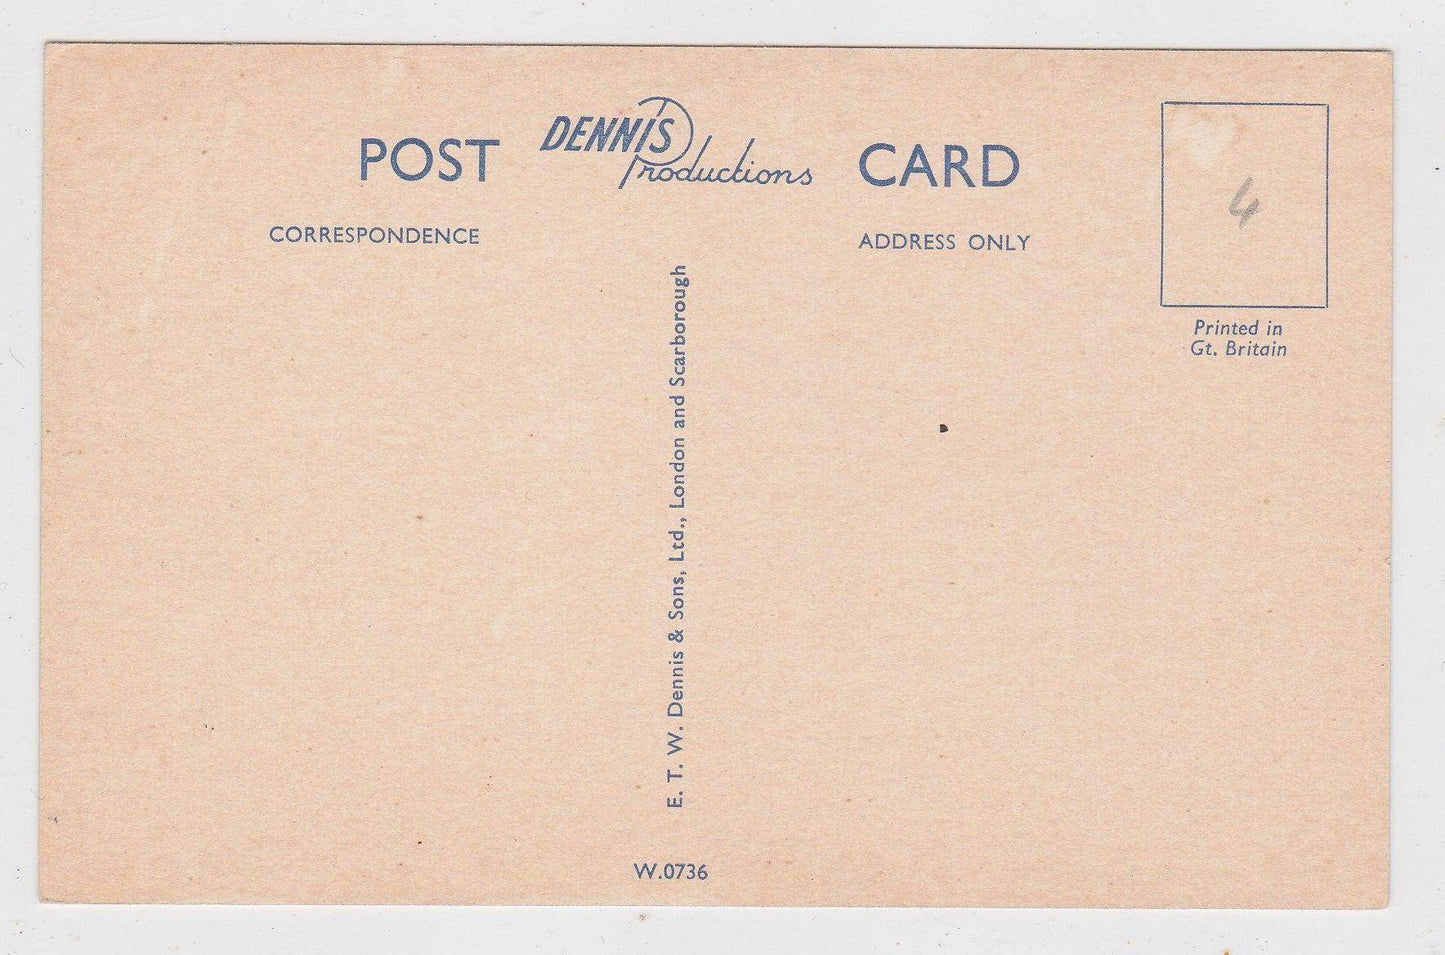 POST DENNIS Productions CARD
CORRESPONDENCE
ADDRESS ONLY
4
Printed in
Gt. Britain
E. T. W. Dennis & Sons, Ltd., London and Scarborough
W.0736